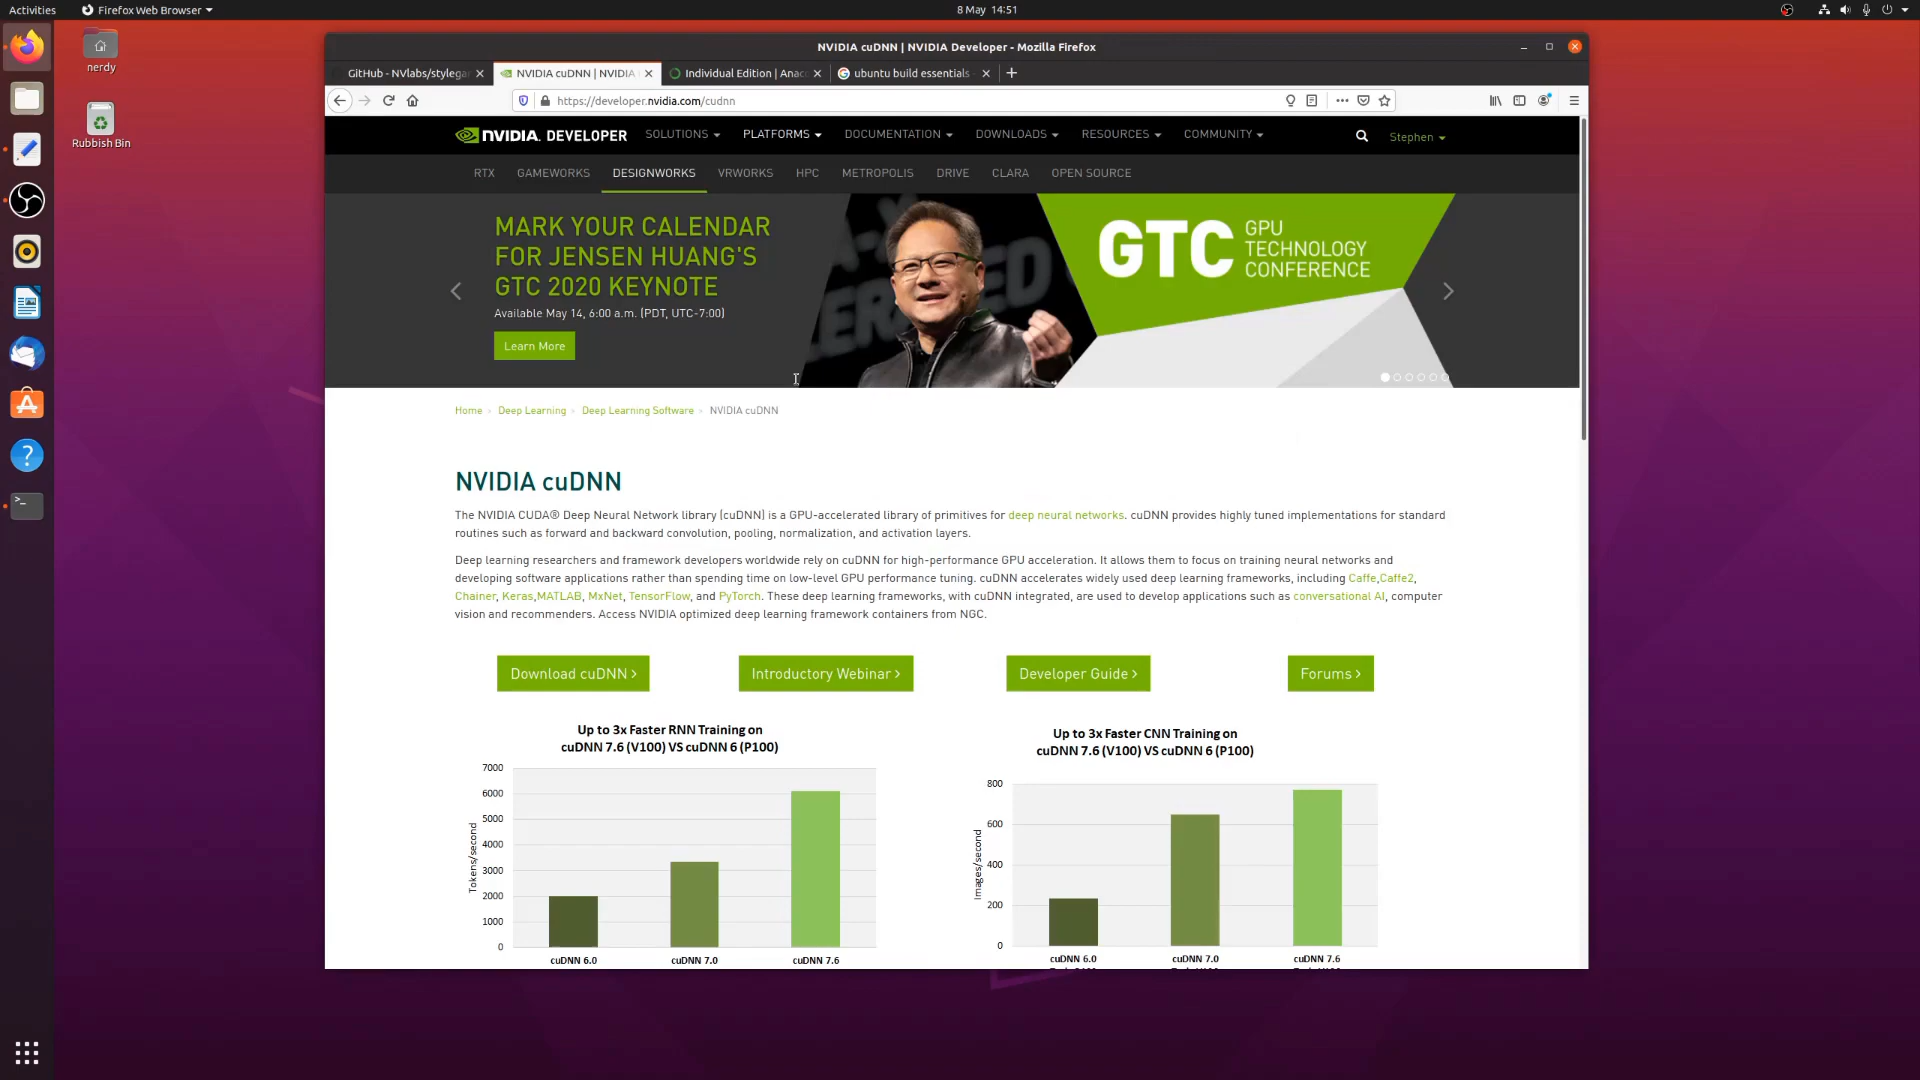 Activities
Firefox Web Browser
8 May 14:51
nerdy
Rubbish Bin
NVIDIA cuDNN | NVIDIA Developer - Mozilla Firefox
GitHub - NVlabs/stylega
NVIDIA cuDNN | NVIDIA
Individual Edition | Anac
ubuntu build essentials
https://developer.nvidia.com/cudnn
NVIDIA. DEVELOPER
SOLUTIONS
PLATFORMS
DOCUMENTATION
DOWNLOADS
RESOURCES
COMMUNITY
Stephen
RTX
GAMEWORKS
DESIGNWORKS
VRWORKS
HPC
METROPOLIS
DRIVE
CLARA
OPEN SOURCE
MARK YOUR CALENDAR
FOR JENSEN HUANG'S
GTC 2020 KEYNOTE
Available May 14, 6:00 a.m. (PDT, UTC-7:00)
Learn More
GTC
GPU
TECHNOLOGY
CONFERENCE
Home › Deep Learning › Deep Learning Software › NVIDIA cuDNN
NVIDIA cuDNN
The NVIDIA CUDA® Deep Neural Network library (cuDNN) is a GPU-accelerated library of primitives for deep neural networks. cuDNN provides highly tuned implementations for standard
routines such as forward and backward convolution, pooling, normalization, and activation layers.
Deep learning researchers and framework developers worldwide rely on cuDNN for high-performance GPU acceleration. It allows them to focus on training neural networks and
developing software applications rather than spending time on low-level GPU performance tuning. cuDNN accelerates widely used deep learning frameworks, including Caffe,Caffe2,
Chainer, Keras,MATLAB, MxNet, TensorFlow, and PyTorch. These deep learning frameworks, with cuDNN integrated, are used to develop applications such as conversational AI, computer
vision and recommenders. Access NVIDIA optimized deep learning framework containers from NGC.
Download cuDNN >
Introductory Webinar >
Developer Guide >
Forums >
Up to 3x Faster RNN Training on
cuDNN 7.6 (V100) VS cuDNN 6 (P100)
Tokens/second
7000
6000
5000
4000
3000
2000
1000
0
cuDNN 6.0
cuDNN 7.0
cuDNN 7.6
Up to 3x Faster CNN Training on
cuDNN 7.6 (V100) VS cuDNN 6 (P100)
Images/second
800
600
400
200
0
cuDNN 6.0
cuDNN 7.0
cuDNN 7.6